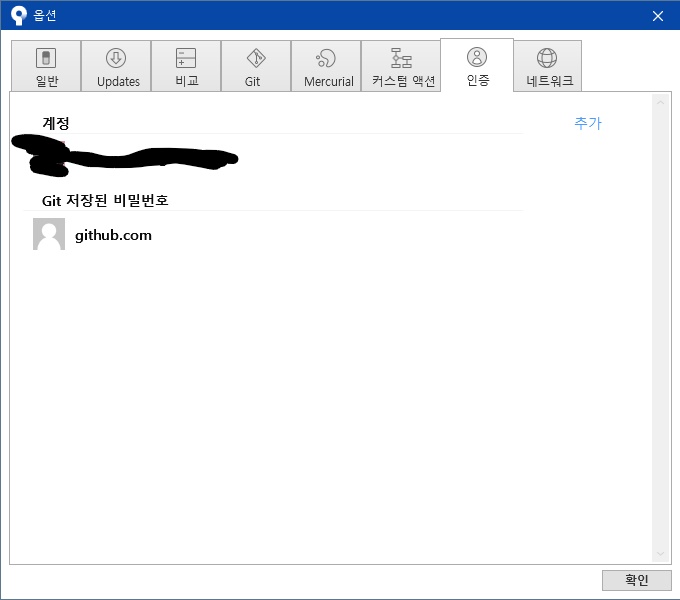 옵션
일반
Updates
비교
Git
Mercurial
커스텀 액션
인증
네트워크
계정
추가
Git 저장된 비밀번호
github.com
확인